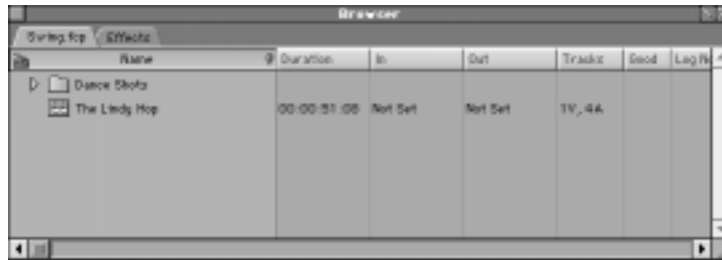 Browser
Swing.fcp Effects
Name Duration In Out Tracks Good Log
Dance Shots
The Lindy Hop 00:00:51:08 Not Set Not Set 1V, 4A